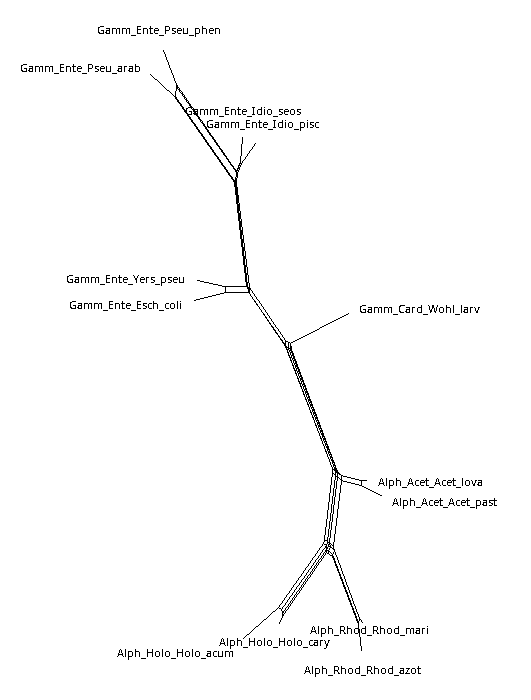 Gamm_Ente_Pseu_phen
Gamm_Ente_Pseu_arab
Gamm_Ente_Idio_seos
Gamm_Ente_Idio_pisc
Gamm_Ente_Yers_pseu
Gamm_Ente_Esch_coli
Gamm_Card_Wohl_larv
Alph_Acet_Acet_lova
Alph_Acet_Acet_past
Alph_Rhod_Rhod_mari
Alph_Holo_Holo_cary
Alph_Holo_Holo_acum
Alph_Rhod_Rhod_azot